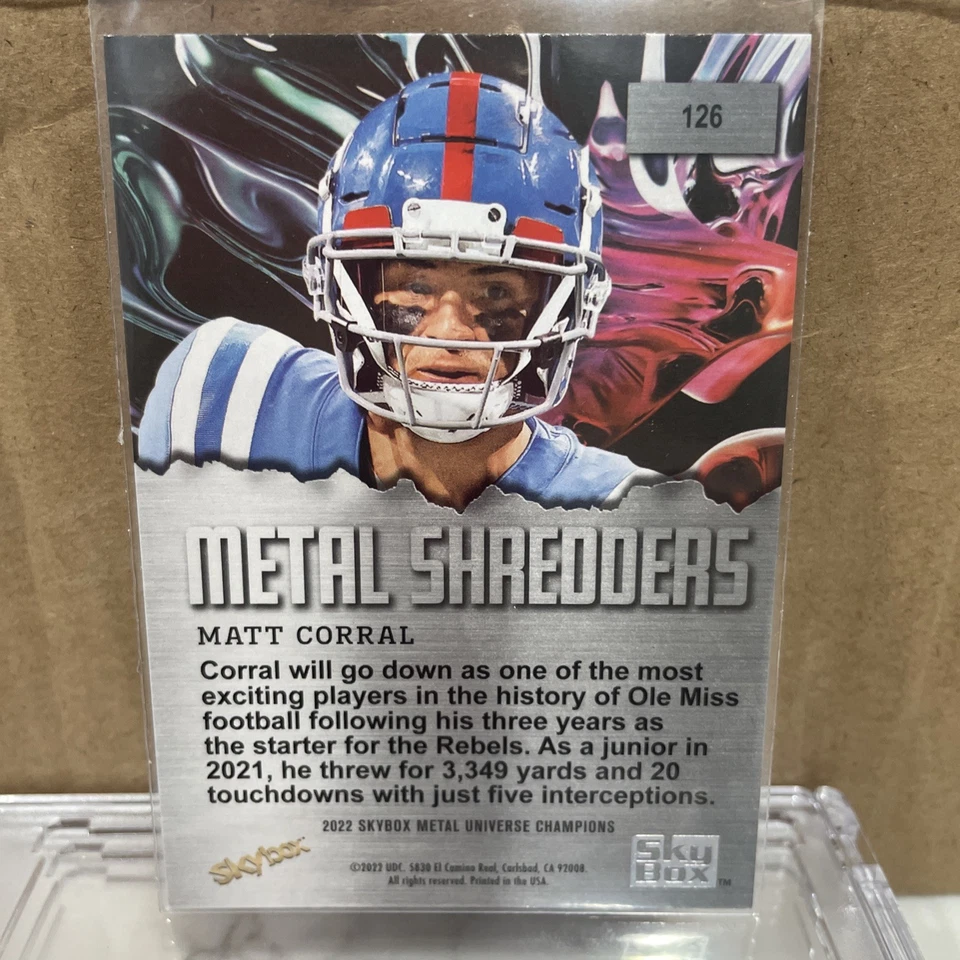 126
METAL SHREDDERS
MATT CORRAL
Corral will go down as one of the most
exciting players in the history of Ole Miss
football following his three years as
the starter for the Rebels. As a junior in
2021, he threw for 3,349 yards and 20
touchdowns with just five interceptions.
2022 SKYBOX METAL UNIVERSE CHAMPIONS
skybox
©2022 UDC. 5830 El Camino Real, Carlsbad, CA 92008.
All rights reserved. Printed in the USA.
SKY
BOX TM